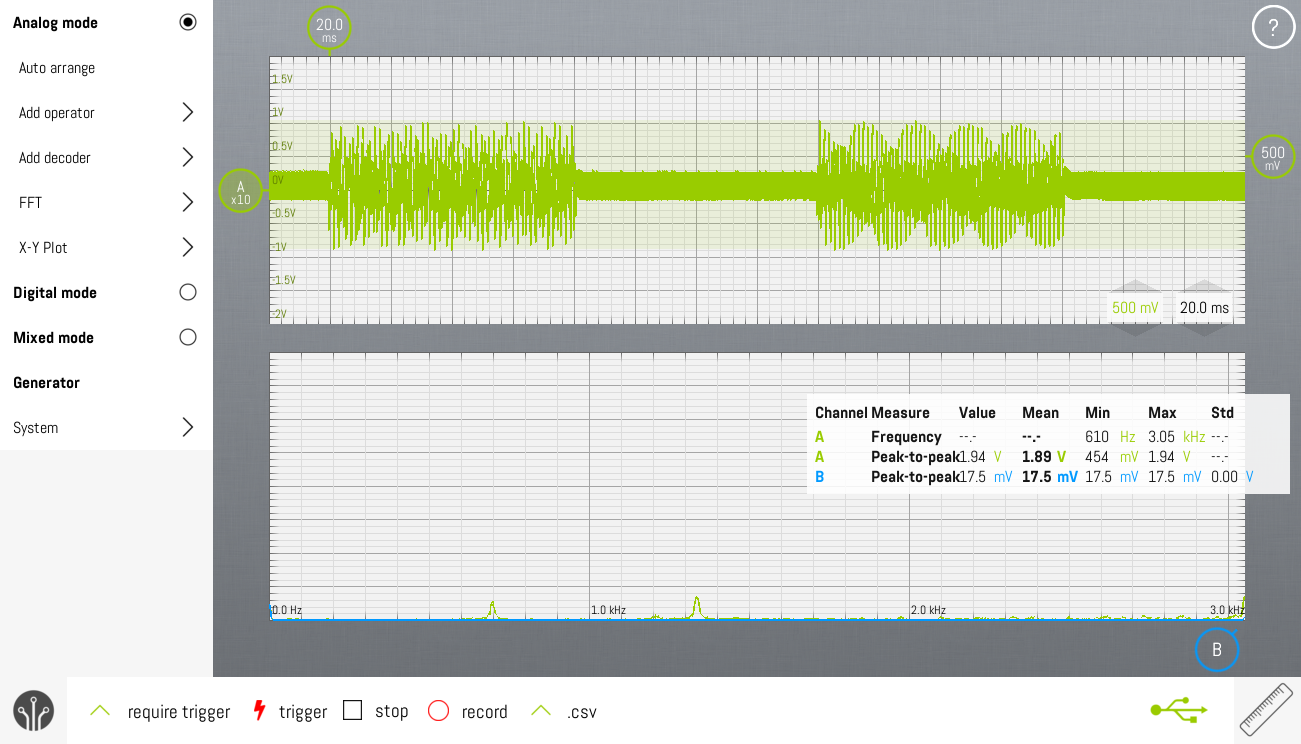 Analog mode
Auto arrange
Add operator
Add decoder
FFT
X-Y Plot
Digital mode
Mixed mode
Generator
System
20.0
ms
?
1.5V
1V
0.5V
0V
-0.5V
-1V
-1.5V
-2V
A
x10
500
mV
500 mV 20.0 ms
Channel Measure Value Mean Min Max Std
A Frequency --.- --.- 610 Hz 3.05 kHz --.-
A Peak-to-peak 1.94 V 1.89 V 454 mV 1.94 V --.-
B Peak-to-peak 17.5 mV 17.5 mV 17.5 mV 17.5 mV 0.00 V
0.0 Hz 1.0 kHz 2.0 kHz 3.0 kHz
B
require trigger trigger stop record .csv